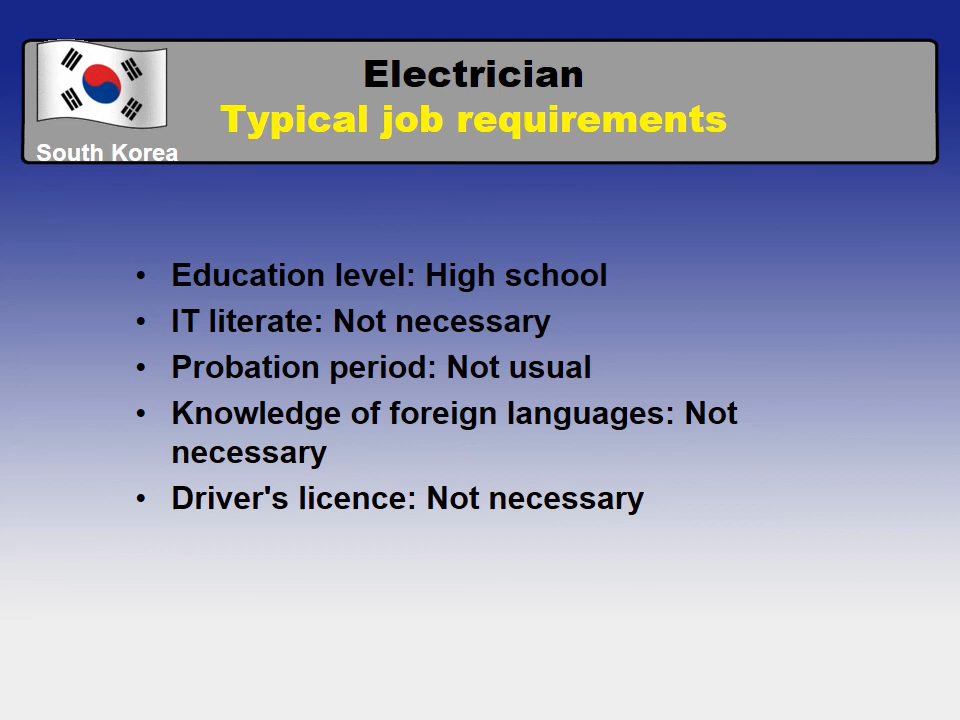 Electrician
Typical job requirements
South Korea
• Education level: High school
• IT literate: Not necessary
• Probation period: Not usual
• Knowledge of foreign languages: Not
necessary
• Driver's licence: Not necessary